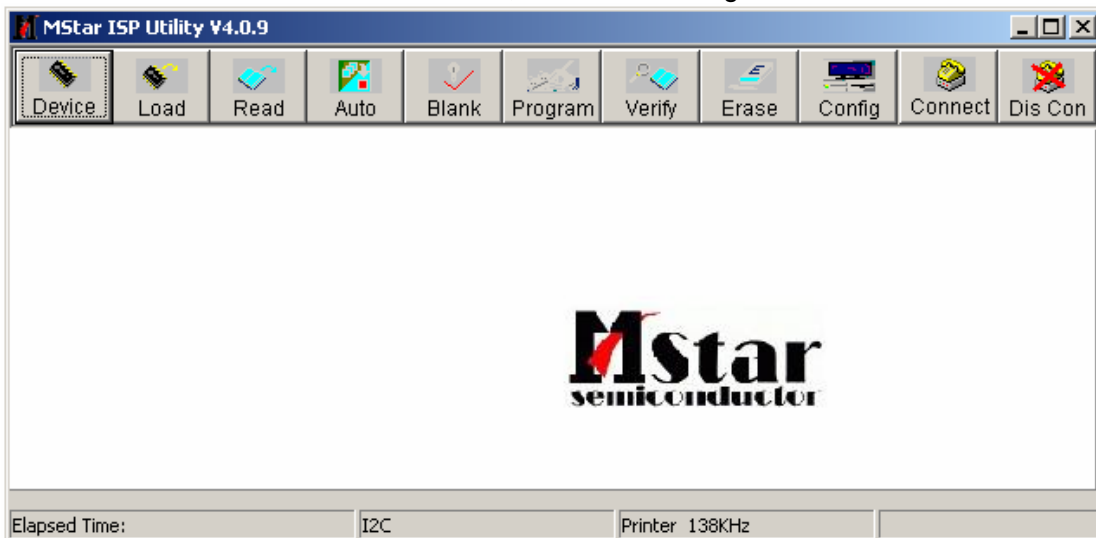 MStar ISP Utility V4.0.9
Device Load Read Auto Blank Program Verify Erase Config Connect Dis Con
Mstar
semiconductor
Elapsed Time: I2C Printer 138KHz